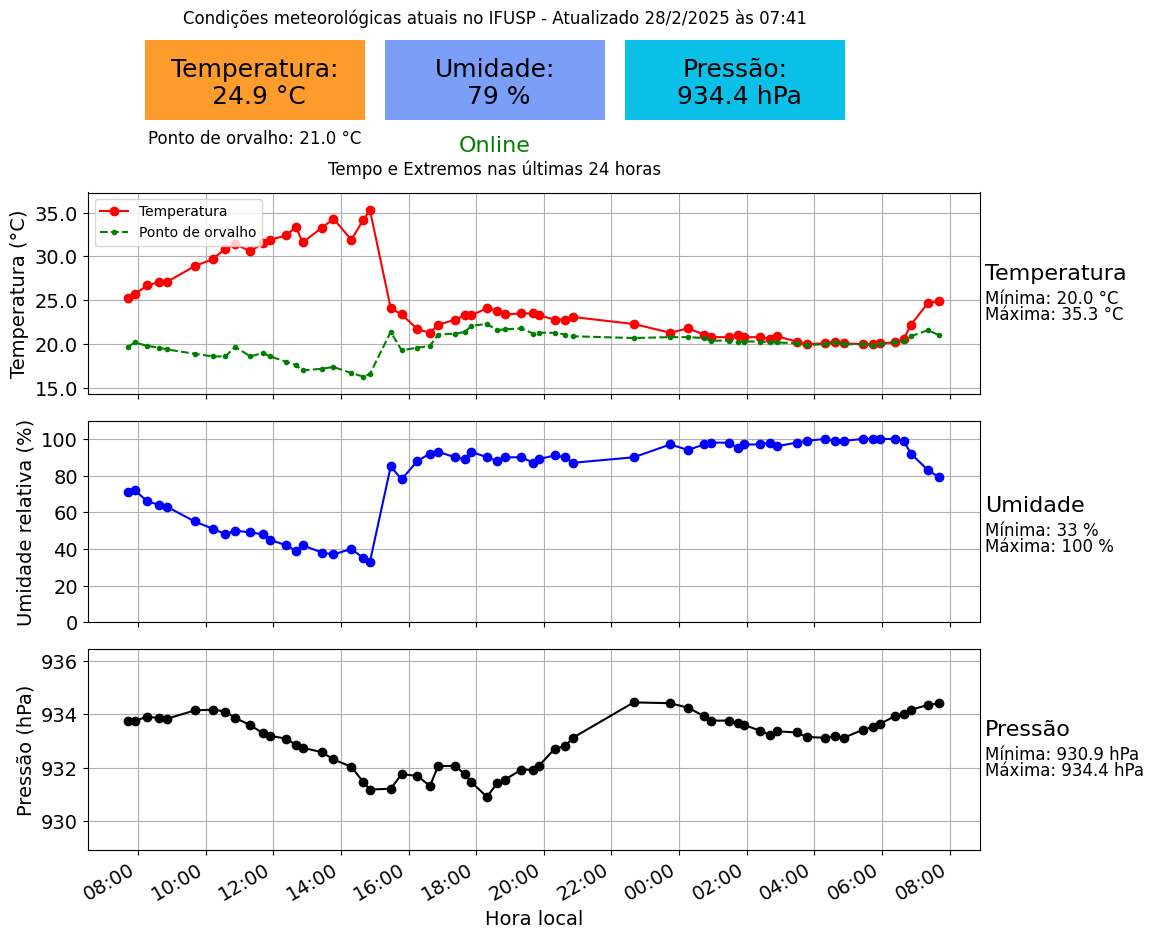 Condições meteorológicas atuais no IFUSP - Atualizado 28/2/2025 às 07:41
Temperatura:
24.9 °C
Umidade:
79 %
Pressão:
934.4 hPa
Ponto de orvalho: 21.0 °C
Online
Tempo e Extremos nas últimas 24 horas
Temperatura (°C)
35.0
30.0
25.0
20.0
15.0
Temperatura
Ponto de orvalho
Temperatura
Mínima: 20.0 °C
Máxima: 35.3 °C
Umidade relativa (%)
100
80
60
40
20
0
Umidade
Mínima: 33 %
Máxima: 100 %
Pressão (hPa)
936
934
932
930
Pressão
Mínima: 930.9 hPa
Máxima: 934.4 hPa
08:00 10:00 12:00 14:00 16:00 18:00 20:00 22:00 00:00 02:00 04:00 06:00 08:00
Hora local